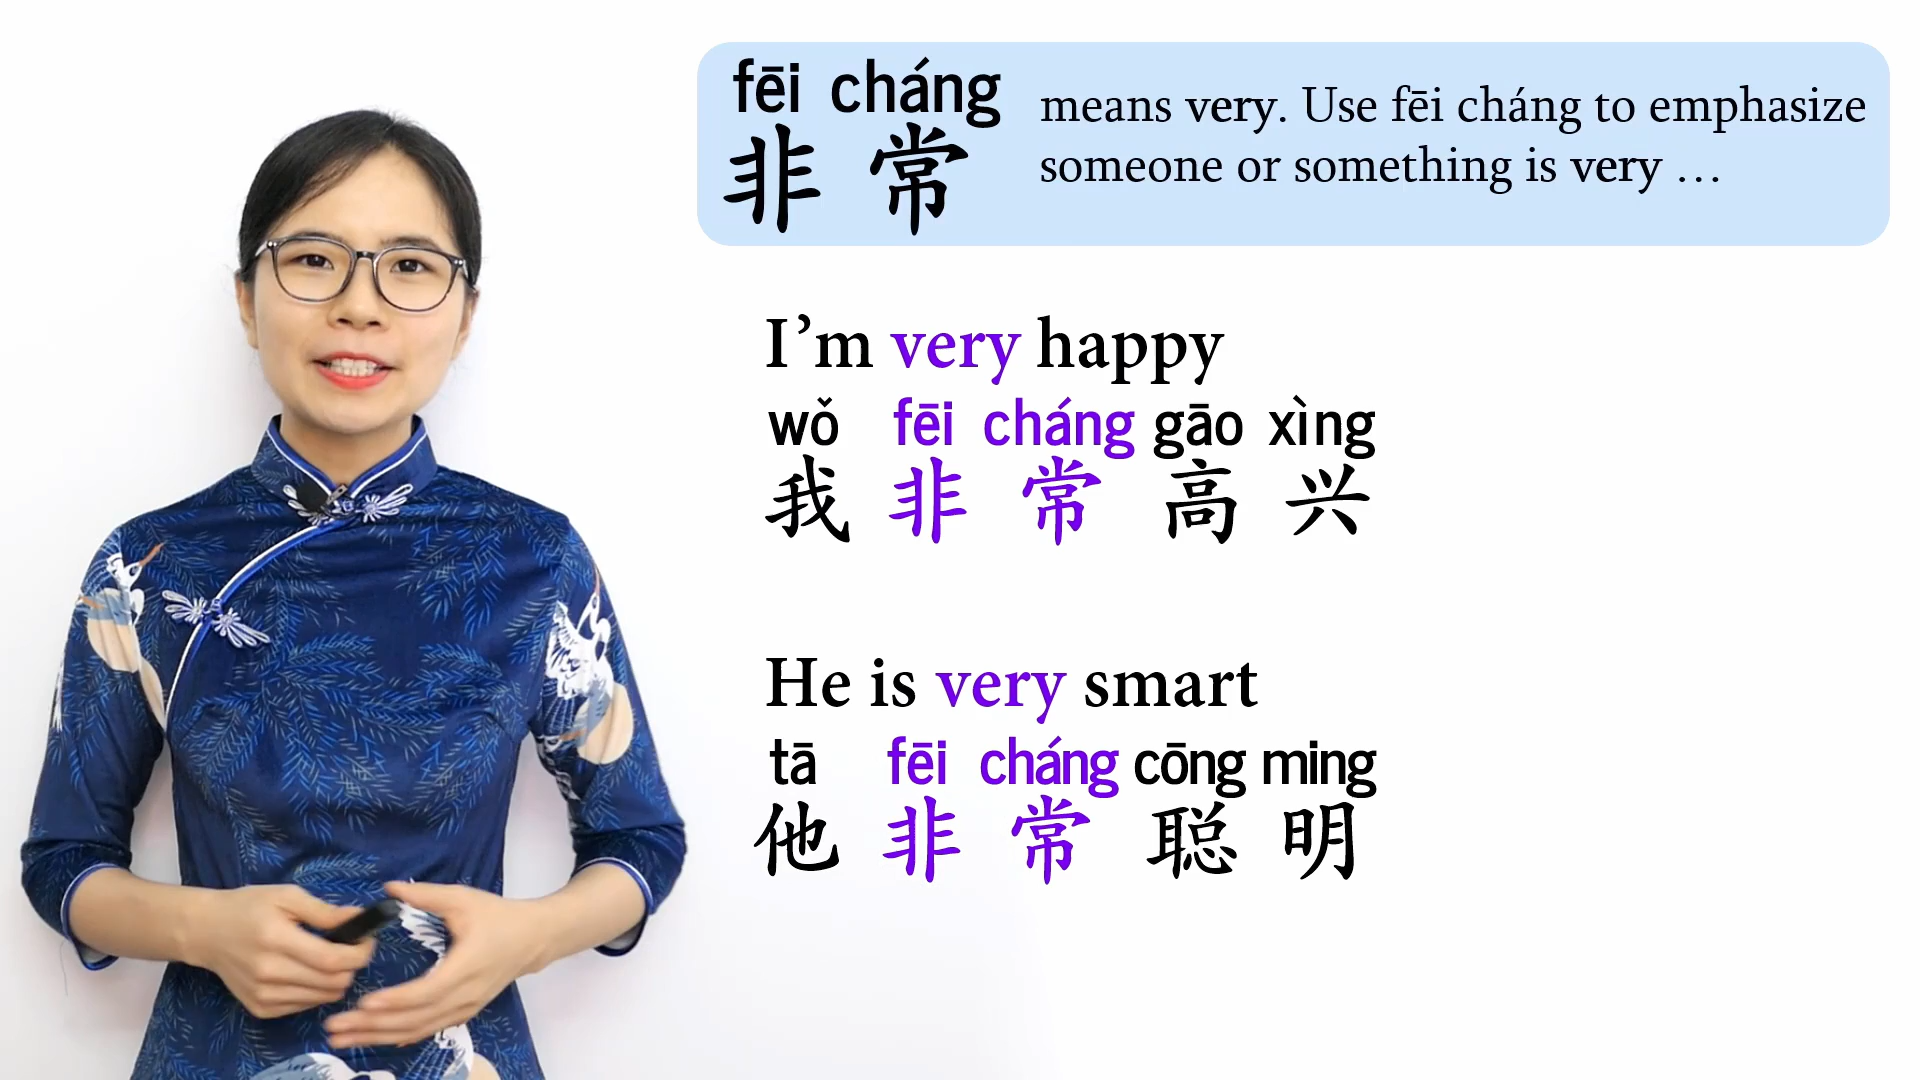 fēi cháng
非 常
means very. Use fēi cháng to emphasize
someone or something is very …
I’m very happy
wǒ fēi cháng gāo xìng
我 非 常 高 兴
He is very smart
tā fēi cháng cōng ming
他 非 常 聪 明